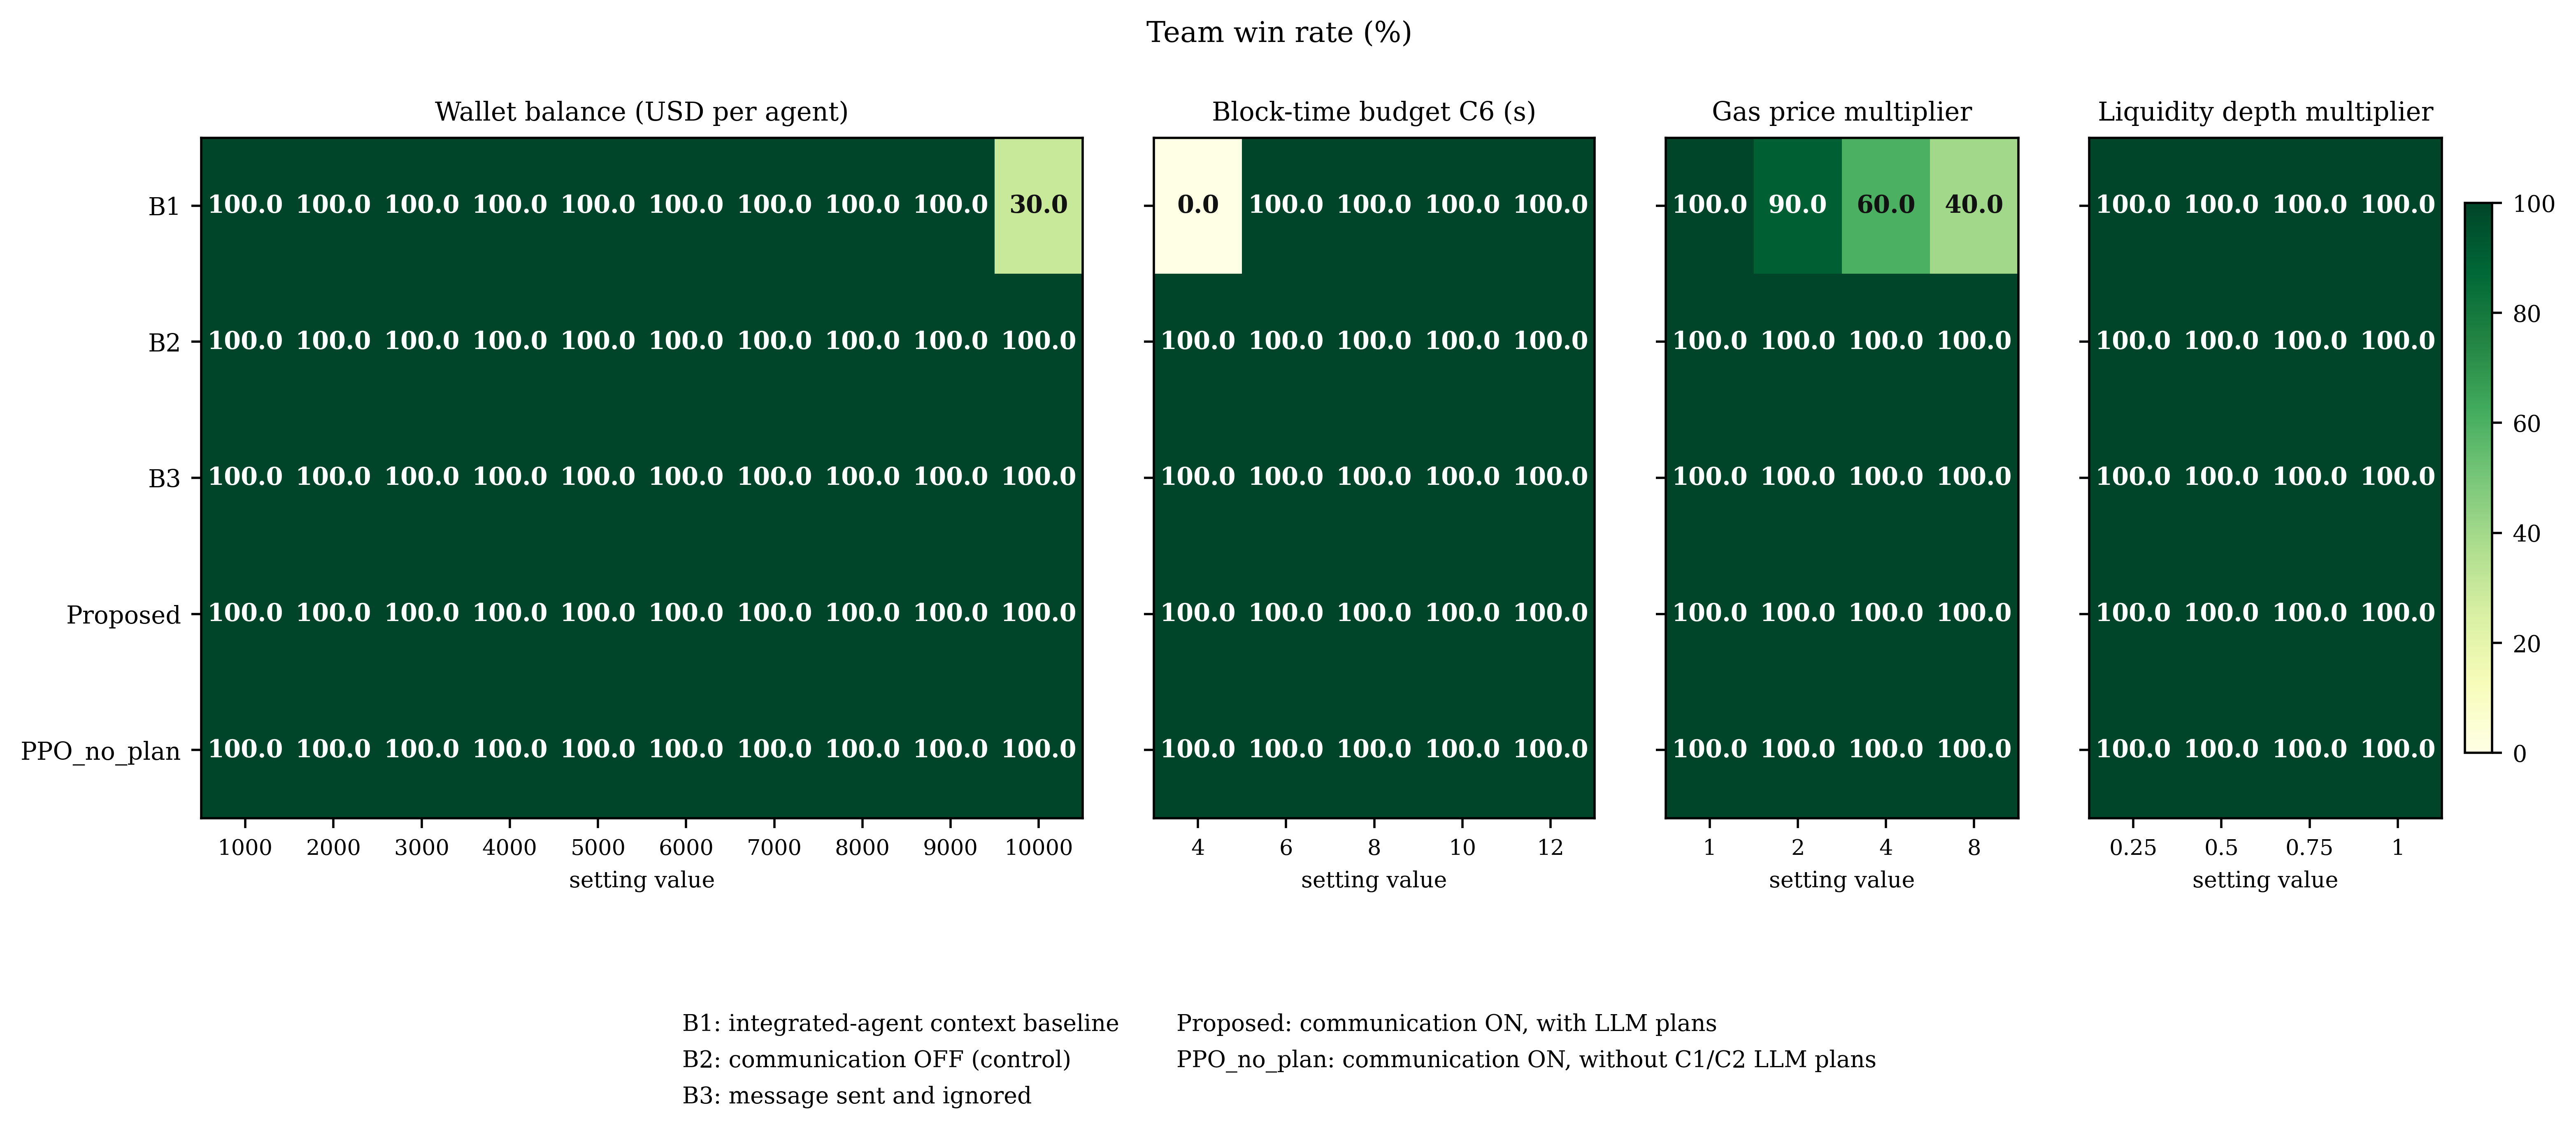 Team win rate (%)
Wallet balance (USD per agent) Block-time budget C6 (s) Gas price multiplier Liquidity depth multiplier
B1 100.0 100.0 100.0 100.0 100.0 100.0 100.0 100.0 100.0 30.0 0.0 100.0 100.0 100.0 100.0 100.0 90.0 60.0 40.0 100.0 100.0 100.0 100.0 100
80
B2 100.0 100.0 100.0 100.0 100.0 100.0 100.0 100.0 100.0 100.0 100.0 100.0 100.0 100.0 100.0 100.0 100.0 100.0 100.0 100.0 100.0 100.0 100.0
60
B3 100.0 100.0 100.0 100.0 100.0 100.0 100.0 100.0 100.0 100.0 100.0 100.0 100.0 100.0 100.0 100.0 100.0 100.0 100.0 100.0 100.0 100.0 100.0
40
Proposed 100.0 100.0 100.0 100.0 100.0 100.0 100.0 100.0 100.0 100.0 100.0 100.0 100.0 100.0 100.0 100.0 100.0 100.0 100.0 100.0 100.0 100.0 100.0
20
PPO_no_plan 100.0 100.0 100.0 100.0 100.0 100.0 100.0 100.0 100.0 100.0 100.0 100.0 100.0 100.0 100.0 100.0 100.0 100.0 100.0 100.0 100.0 100.0 100.0 0
1000 2000 3000 4000 5000 6000 7000 8000 9000 10000 4 6 8 10 12 1 2 4 8 0.25 0.5 0.75 1
setting value setting value setting value setting value
B1: integrated-agent context baseline Proposed: communication ON, with LLM plans
B2: communication OFF (control) PPO_no_plan: communication ON, without C1/C2 LLM plans
B3: message sent and ignored